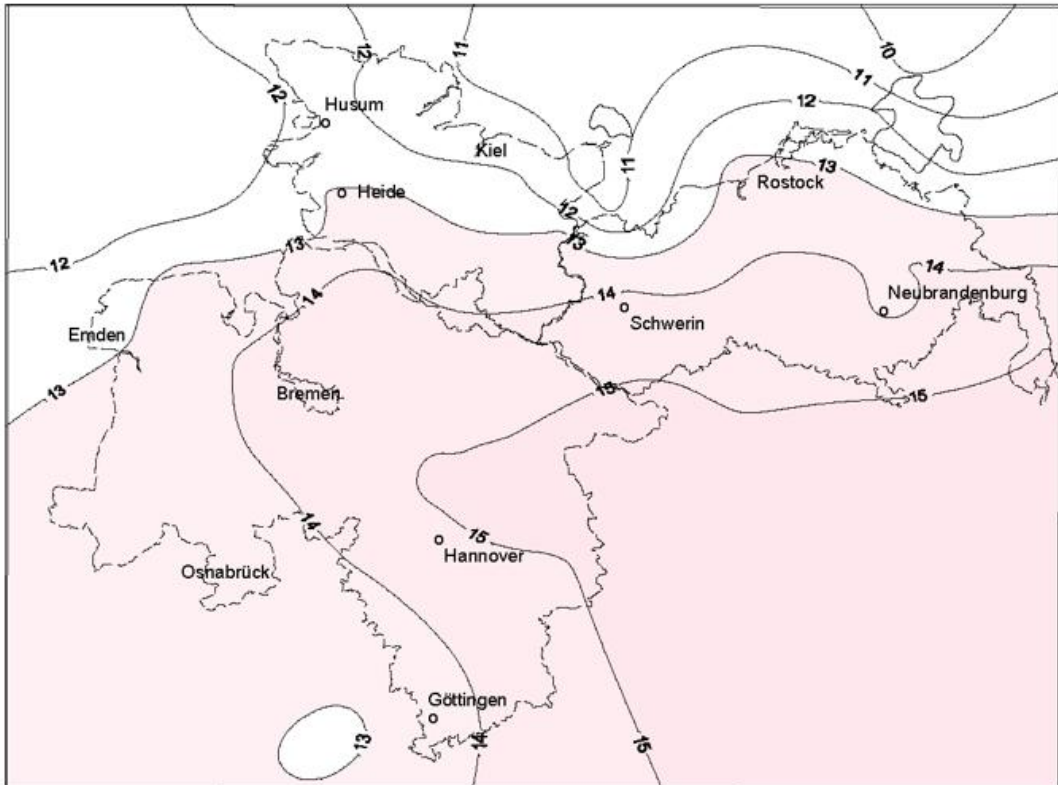 10
11
12
11
12
12
Husum
Kiel
11
13
Rostock
Heide
12
13
13
12
14
14
14
Neubrandenburg
Schwerin
Emden
13
Bremen
15
15
14
15
Hannover
Osnabrück
Göttingen
13
14
15